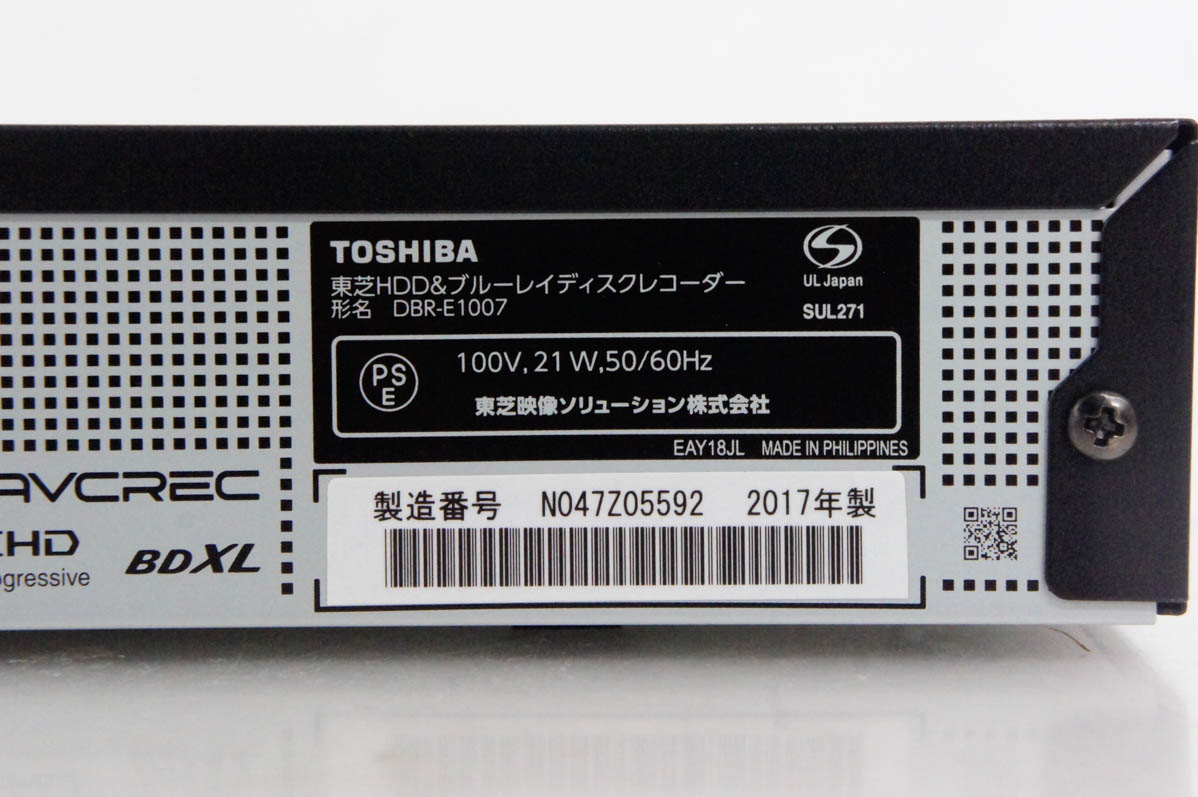 TOSHIBA
東芝HDD&ブルーレイディスクレコーダー
形名 DBR-E1007
UL Japan
SUL271
PS
E
100V, 21 W, 50/60Hz
東芝映像ソリューション株式会社
EAY18JL MADE IN PHILIPPINES
AVCREC
HD
BDXL
製造番号 N047Z05592 2017年製